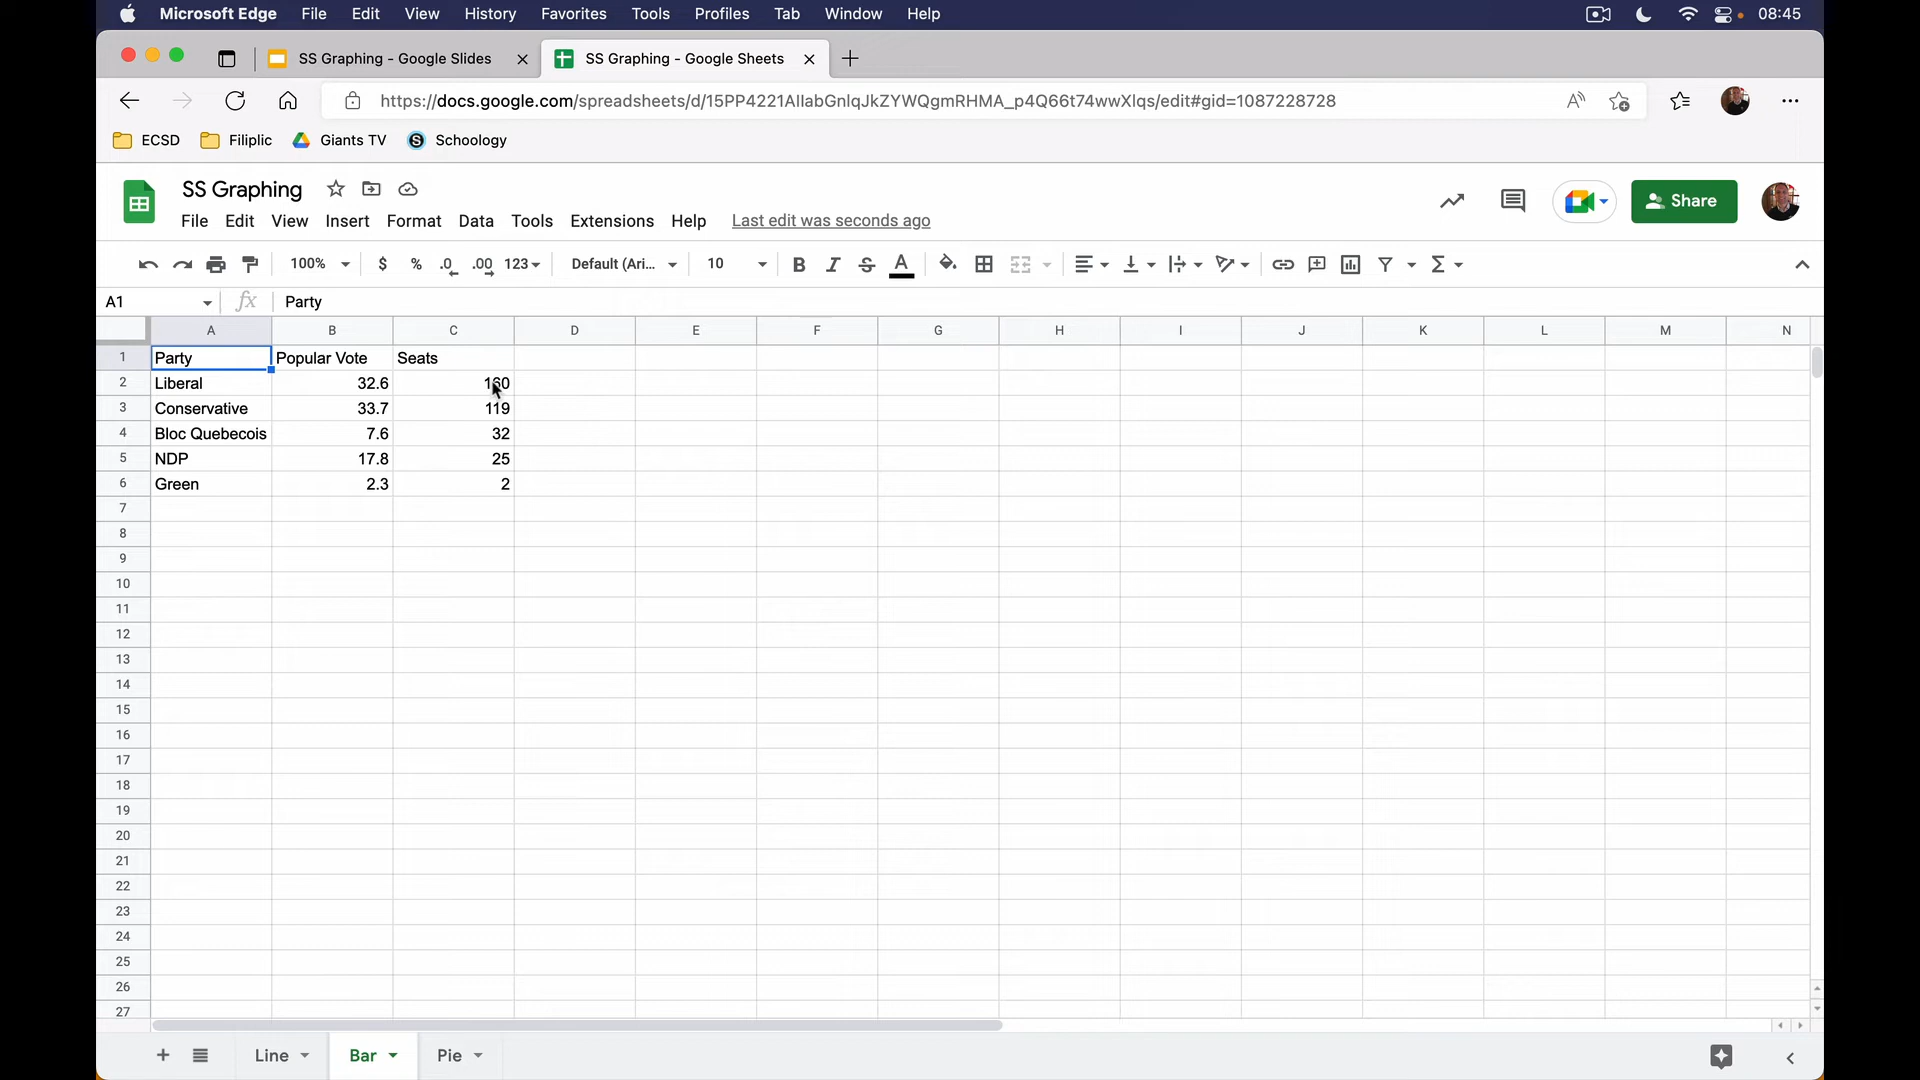 Microsoft Edge File Edit View History Favorites Tools Profiles Tab Window Help 08:45
SS Graphing - Google Slides SS Graphing - Google Sheets
https://docs.google.com/spreadsheets/d/15PP4221AIIabGnlqJkZYWQgmRHMA_p4Q66t74wwXlqs/edit#gid=1087228728
ECSD Filiplic Giants TV Schoology
SS Graphing
File Edit View Insert Format Data Tools Extensions Help Last edit was seconds ago
Share
100% $ % .0 .00 123 Default (Ari... 10 B I S A
A1 fx Party
A B C D E F G H I J K L M N
1 Party Popular Vote Seats
2 Liberal 32.6 160
3 Conservative 33.7 119
4 Bloc Quebecois 7.6 32
5 NDP 17.8 25
6 Green 2.3 2
7
8
9
10
11
12
13
14
15
16
17
18
19
20
21
22
23
24
25
26
27
Line Bar Pie